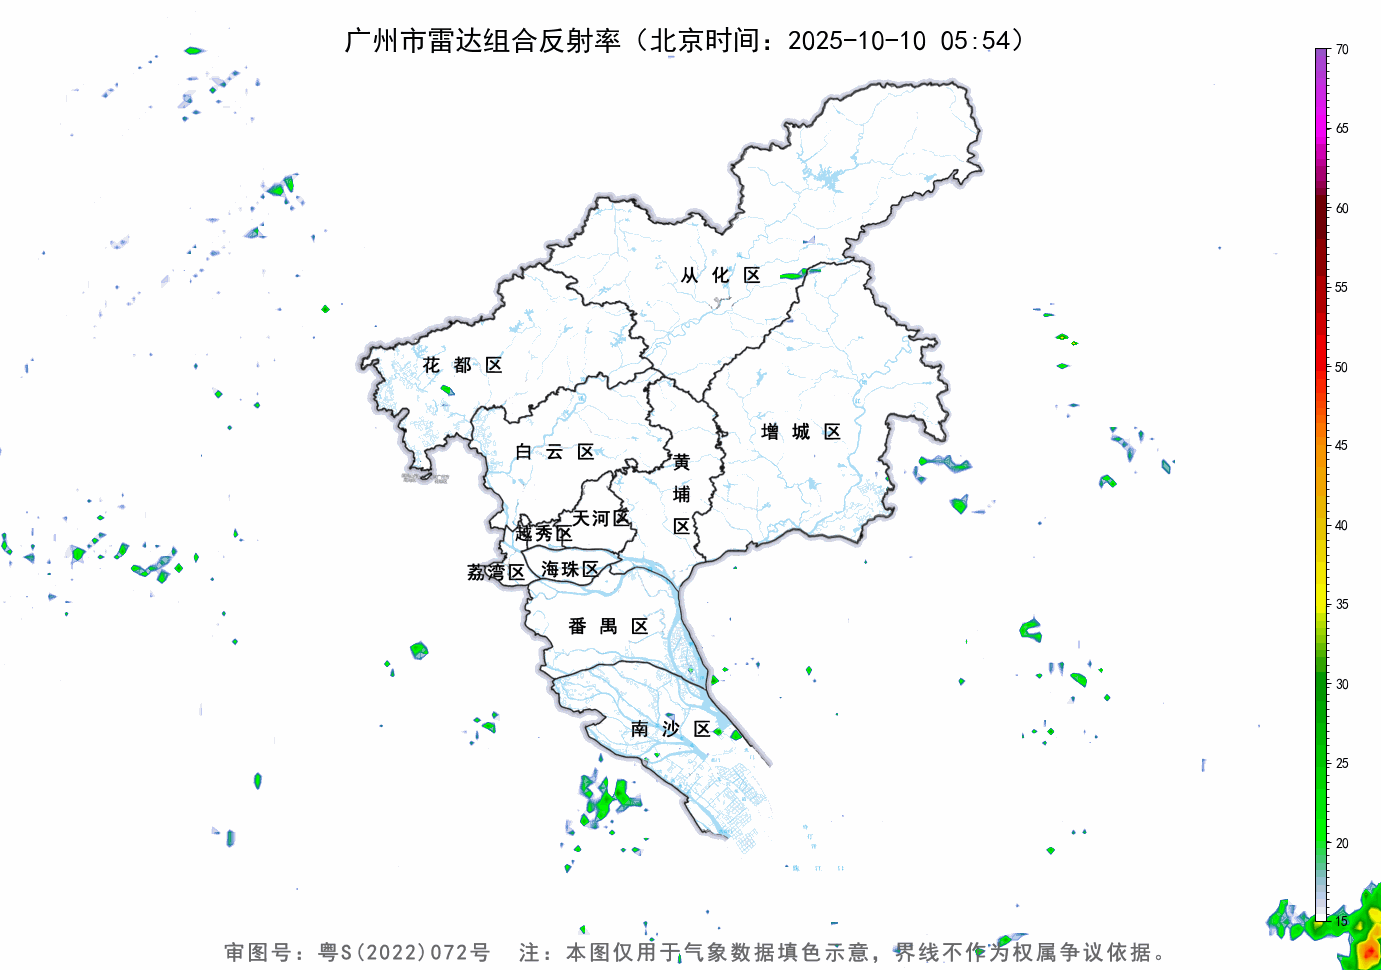 广州市雷达组合反射率（北京时间：2025-10-10 05:54）
70
65
60
55
50
45
40
35
30
25
20
15
从化区
花都区
增城区
白云区
黄埔区
天河区
越秀区
海珠区
荔湾区
番禺区
南沙区
审图号：粤S(2022)072号 注：本图仅用于气象数据填色示意，界线不作为权属争议依据。